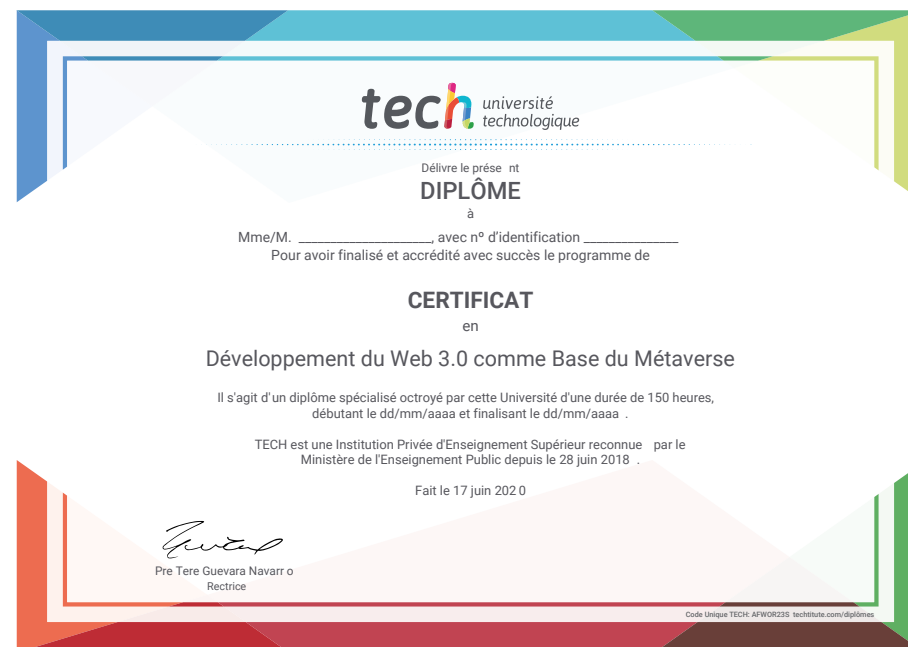 tech université
technologique
Délivre le prése nt
DIPLÔME
à
Mme/M. ____________________, avec nº d’identification ______________
Pour avoir finalisé et accrédité avec succès le programme de
CERTIFICAT
en
Développement du Web 3.0 comme Base du Métaverse
Il s'agit d'un diplôme spécialisé octroyé par cette Université d'une durée de 150 heures,
débutant le dd/mm/aaaa et finalisant le dd/mm/aaaa .
TECH est une Institution Privée d'Enseignement Supérieur reconnue par le
Ministère de l'Enseignement Public depuis le 28 juin 2018 .
Fait le 17 juin 202 0
Pre Tere Guevara Navarr o
Rectrice
Code Unique TECH: AFWOR23S techtitute.com/diplômes